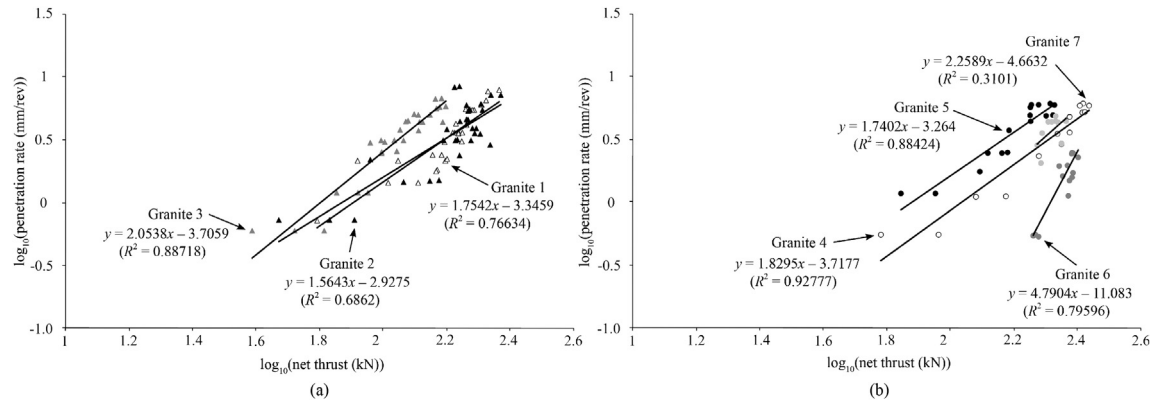 1.5
1
0.5
0
-0.5
-1.0
log10(penetration rate (mm/rev))
Granite 3
y = 2.0538x – 3.7059
(R² = 0.88718)
Granite 1
y = 1.7542x – 3.3459
(R² = 0.76634)
Granite 2
y = 1.5643x – 2.9275
(R² = 0.6862)
1 1.2 1.4 1.6 1.8 2 2.2 2.4 2.6
log10(net thrust (kN))
(a)
1.5
1
0.5
0
-0.5
-1.0
log10(penetration rate (mm/rev))
Granite 7
y = 2.2589x – 4.6632
(R² = 0.3101)
Granite 5
y = 1.7402x – 3.264
(R² = 0.88424)
Granite 4
y = 1.8295x – 3.7177
(R² = 0.92777)
Granite 6
y = 4.7904x – 11.083
(R² = 0.79596)
1 1.2 1.4 1.6 1.8 2 2.2 2.4 2.6
log10(net thrust (kN))
(b)